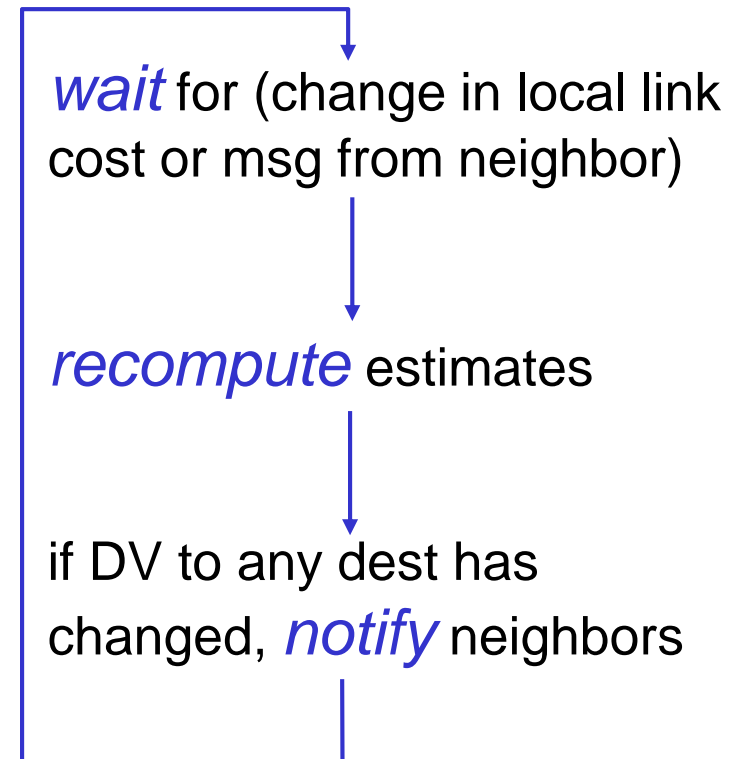 wait for (change in local link
cost or msg from neighbor)
recompute estimates
if DV to any dest has
changed, notify neighbors